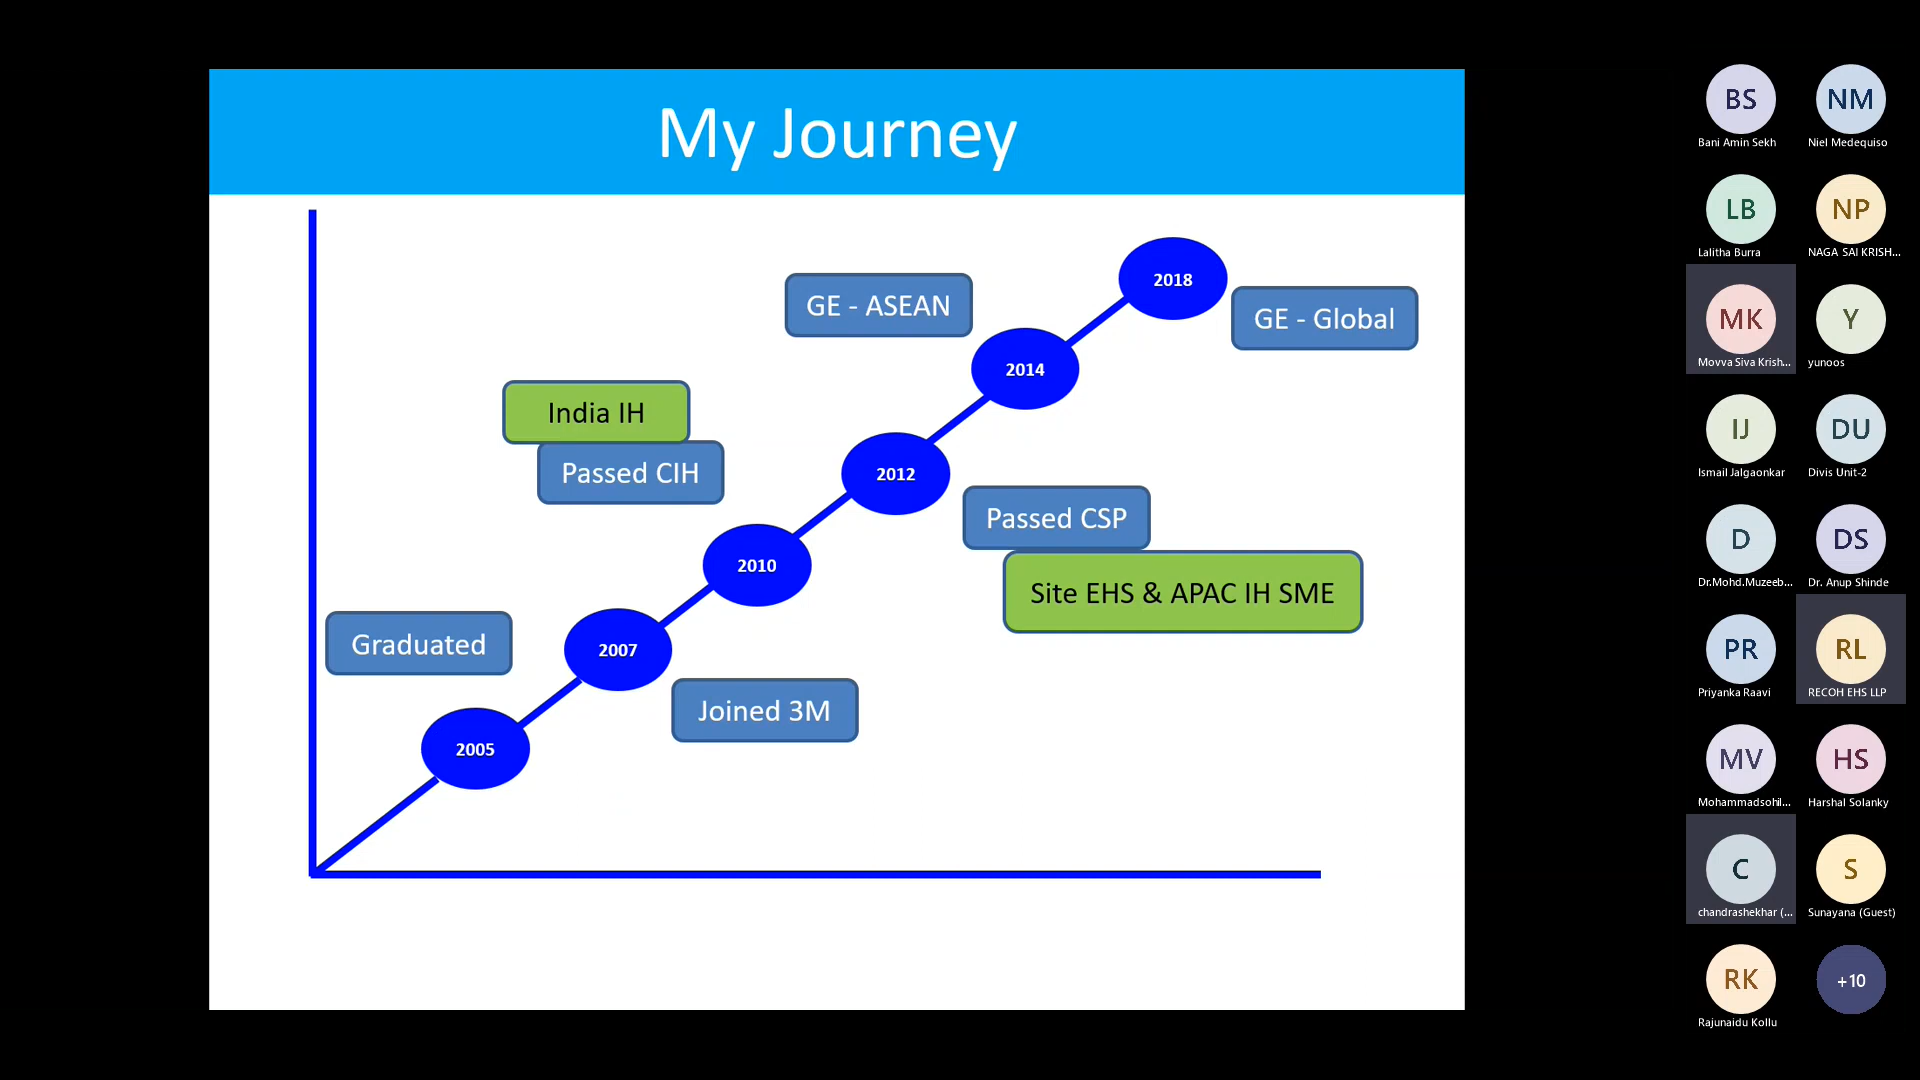 My Journey
2018
GE - ASEAN
GE - Global
2014
India IH
Passed CIH
2012
Passed CSP
2010
Site EHS & APAC IH SME
Graduated
2007
Joined 3M
2005
BS
Bani Amin Sekh
NM
Niel Medequiso
LB
Lalitha Burra
NP
NAGA SAI KRISH...
MK
Movva Siva Krish...
Y
yunoos
IJ
Ismail Jalgaonkar
DU
Divis Unit-2
D
Dr.Mohd.Muzeeb...
DS
Dr. Anup Shinde
PR
Priyanka Raavi
RL
RECOH EHS LLP
MV
Mohammadsohil...
HS
Harshal Solanky
C
chandrashekhar (...
S
Sunayana (Guest)
RK
Rajunaidu Kollu
+10